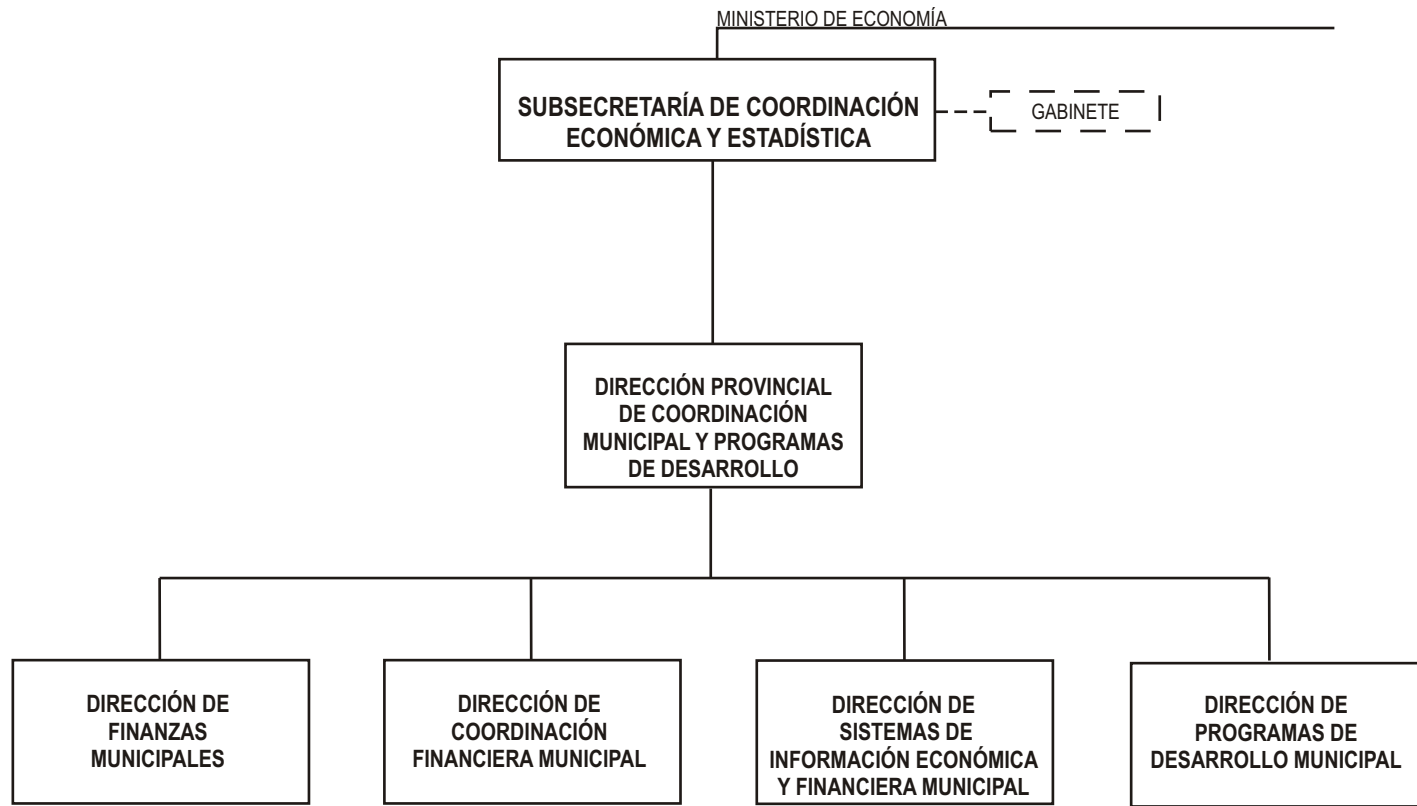 MINISTERIO DE ECONOMÍA
SUBSECRETARÍA DE COORDINACIÓN
ECONÓMICA Y ESTADÍSTICA
GABINETE
DIRECCIÓN PROVINCIAL
DE COORDINACIÓN
MUNICIPAL Y PROGRAMAS
DE DESARROLLO
DIRECCIÓN DE
FINANZAS
MUNICIPALES
DIRECCIÓN DE
COORDINACIÓN
FINANCIERA MUNICIPAL
DIRECCIÓN DE
SISTEMAS DE
INFORMACIÓN ECONÓMICA
Y FINANCIERA MUNICIPAL
DIRECCIÓN DE
PROGRAMAS DE
DESARROLLO MUNICIPAL